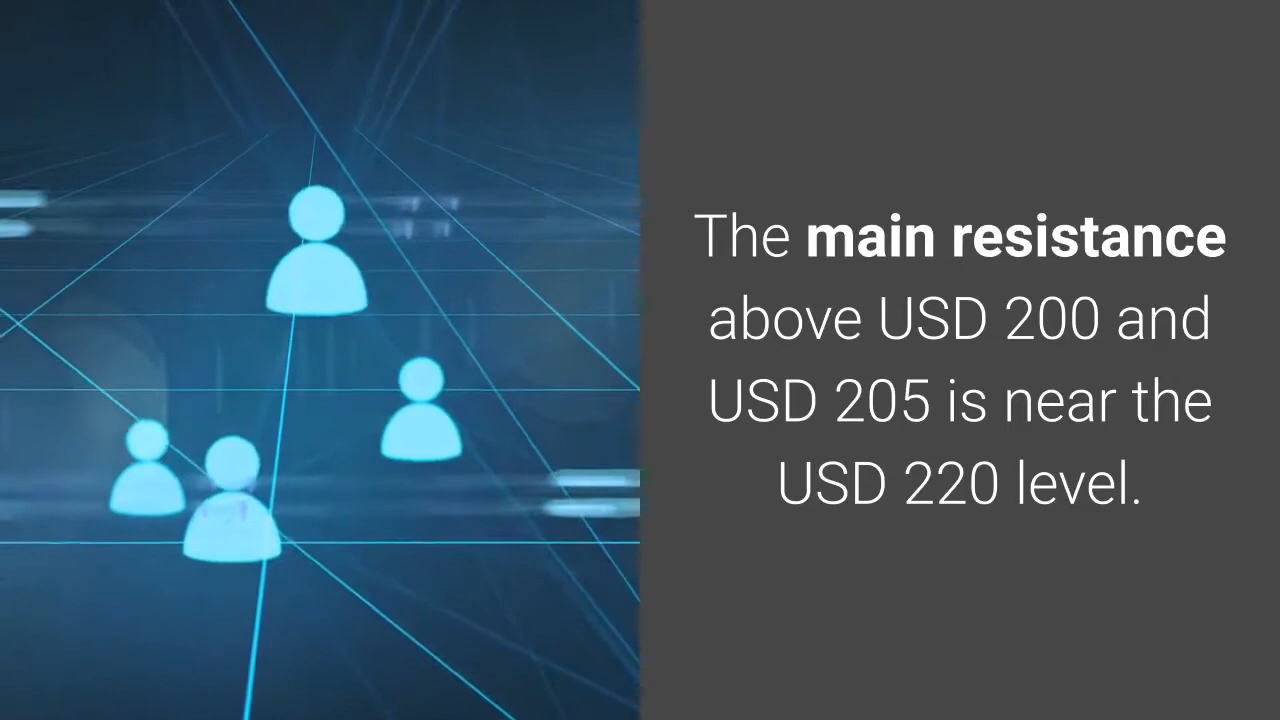 The main resistance
above USD 200 and
USD 205 is near the
USD 220 level.